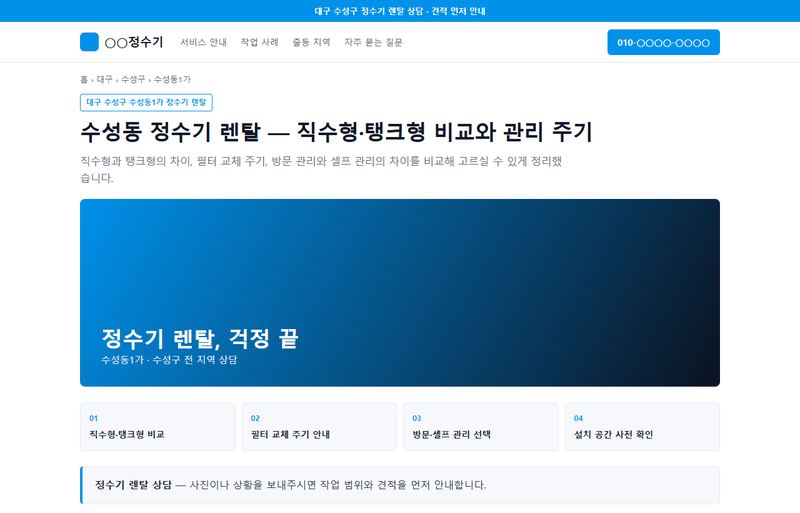 대구 수성구 정수기 렌탈 상담 · 견적 먼저 안내
○○정수기 서비스 안내 작업 사례 출동 지역 자주 묻는 질문 010-○○○○-○○○○
홈 › 대구 › 수성구 › 수성동1가
대구 수성구 수성동1가 정수기 렌탈
수성동 정수기 렌탈 — 직수형·탱크형 비교와 관리 주기
직수형과 탱크형의 차이, 필터 교체 주기, 방문 관리와 셀프 관리의 차이를 비교해 고르실 수 있게 정리했
습니다.
정수기 렌탈, 걱정 끝
수성동1가 · 수성구 전 지역 상담
01
직수형·탱크형 비교
02
필터 교체 주기 안내
03
방문·셀프 관리 선택
04
설치 공간 사전 확인
정수기 렌탈 상담 — 사진이나 상황을 보내주시면 작업 범위와 견적을 먼저 안내합니다.